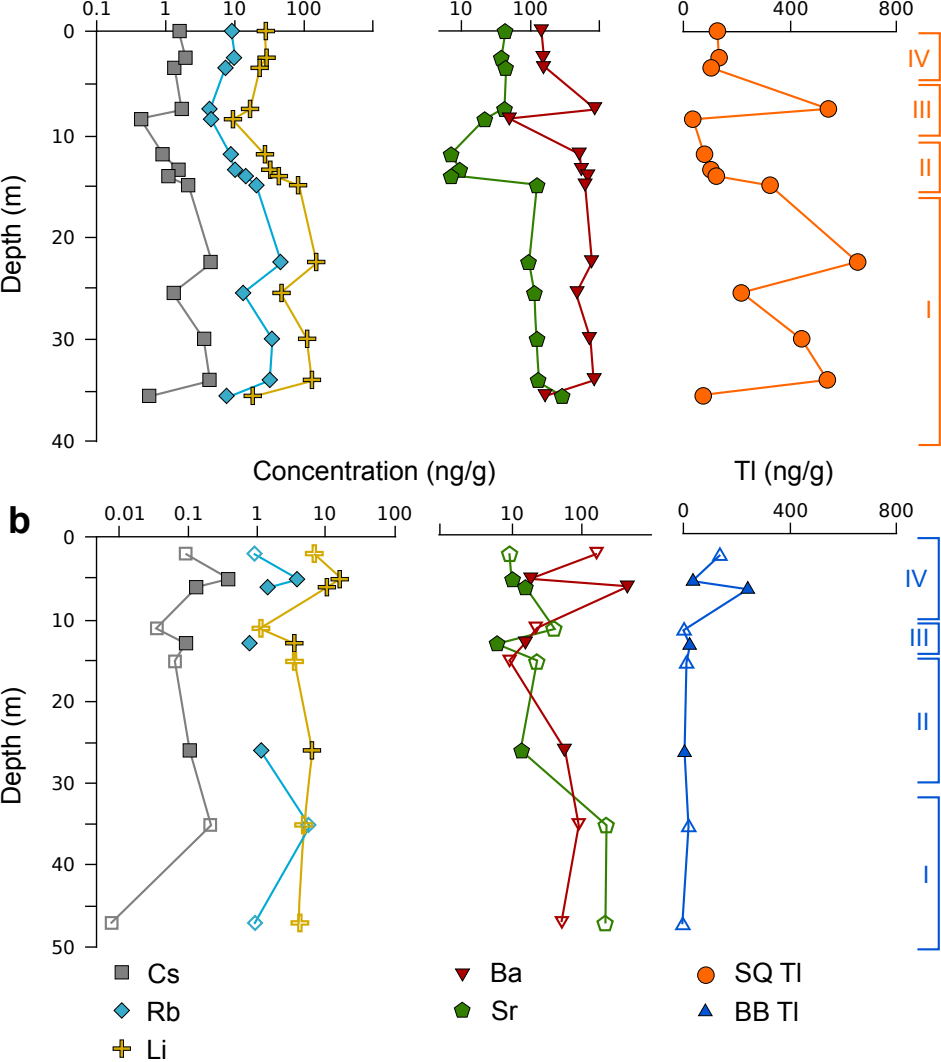 0.1 1 10 100 10 100 0 400 800
0
10
20
30
40
Depth (m)
IV
III
II
I
Concentration (ng/g) Tl (ng/g)
b
0.01 0.1 1 10 100 10 100 0 400 800
0
10
20
30
40
50
Depth (m)
IV
III
II
I
Cs Ba SQ Tl
Rb Sr BB Tl
Li